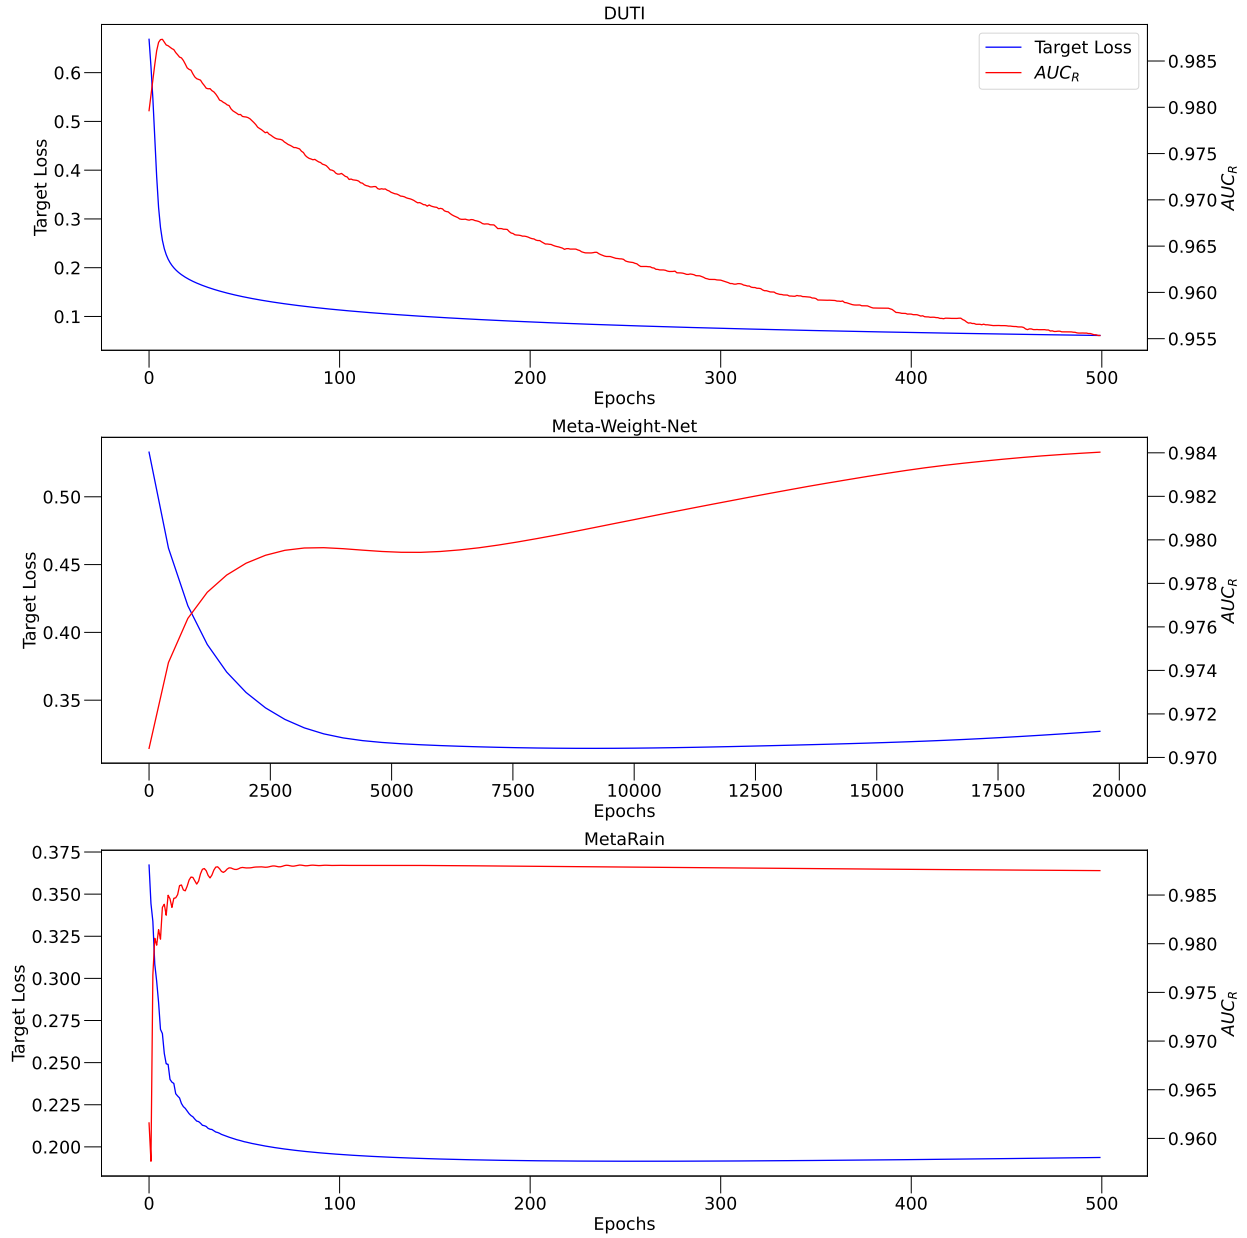 DUTI
Target Loss
AUC_R
0.6
0.5
0.4
0.3
0.2
0.1
Target Loss
0.985
0.980
0.975
0.970
0.965
0.960
0.955
AUC_R
0 100 200 300 400 500
Epochs
Meta-Weight-Net
0.50
0.45
0.40
0.35
Target Loss
0.984
0.982
0.980
0.978
0.976
0.974
0.972
0.970
AUC_R
0 2500 5000 7500 10000 12500 15000 17500 20000
Epochs
MetaRain
0.375
0.350
0.325
0.300
0.275
0.250
0.225
0.200
Target Loss
0.985
0.980
0.975
0.970
0.965
0.960
AUC_R
0 100 200 300 400 500
Epochs